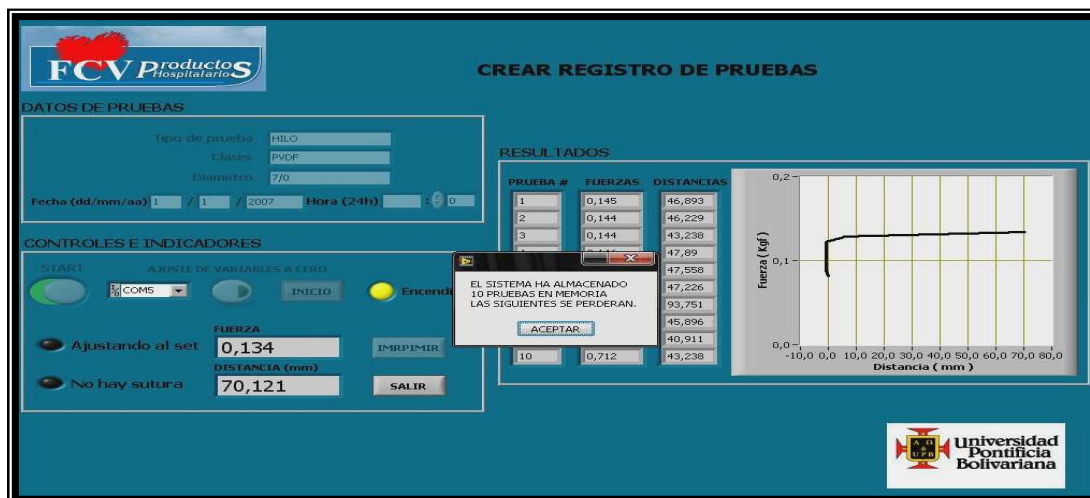 FCV ProductoS
Hospitalarios
CREAR REGISTRO DE PRUEBAS
DATOS DE PRUEBAS
Tipo de prueba HILO
Clases PVDF
Diametro 7/0
Fecha (dd/mm/aa) 1 / 1 / 2007 Hora (24h) : 0
CONTROLES E INDICADORES
START AJUSTE DE VARIABLES A CERO
COM5 INICIO Encendi
FUERZA
Ajustando al set 0,134 IMRPIMIR
DISTANCIA (mm)
No hay sutura 70,121 SALIR
RESULTADOS
PRUEBA # FUERZAS DISTANCIAS
1 0,145 46,893
2 0,144 46,229
3 0,144 43,238
47,89
47,558
47,226
93,751
45,896
40,911
10 0,712 43,238
EL SISTEMA HA ALMACENADO
10 PRUEBAS EN MEMORIA
LAS SIGUIENTES SE PERDERAN.
ACEPTAR
0,2
0,1
0,0
Fuerza ( Kgf )
-10,0 0,0 10,0 20,0 30,0 40,0 50,0 60,0 70,0 80,0
Distancia ( mm )
A Ω
UPB
Universidad
Pontificia
Bolivariana